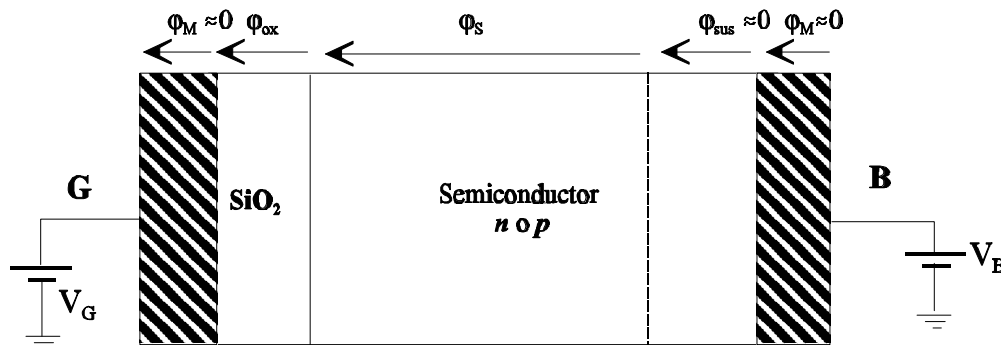 φM ≈0 φox φS φsus ≈0 φM≈0
G SiO2 Semiconductor B
n o p
VG VB